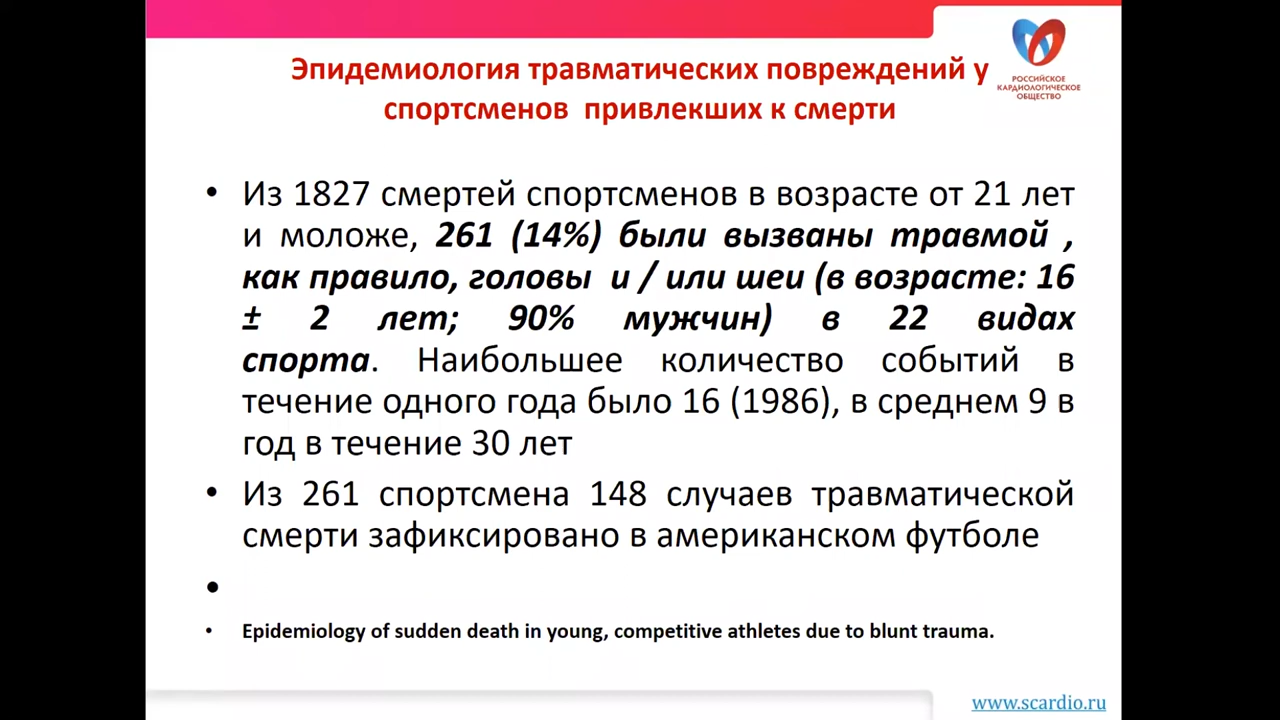 Эпидемиология травматических повреждений у
спортсменов привлекших к смерти
РОССИЙСКОЕ
КАРДИОЛОГИЧЕСКОЕ
ОБЩЕСТВО
• Из 1827 смертей спортсменов в возрасте от 21 лет
и моложе, 261 (14%) были вызваны травмой ,
как правило, головы и / или шеи (в возрасте: 16
± 2 лет; 90% мужчин) в 22 видах
спорта. Наибольшее количество событий в
течение одного года было 16 (1986), в среднем 9 в
год в течение 30 лет
• Из 261 спортсмена 148 случаев травматической
смерти зафиксировано в американском футболе
•
• Epidemiology of sudden death in young, competitive athletes due to blunt trauma.
www.scardio.ru